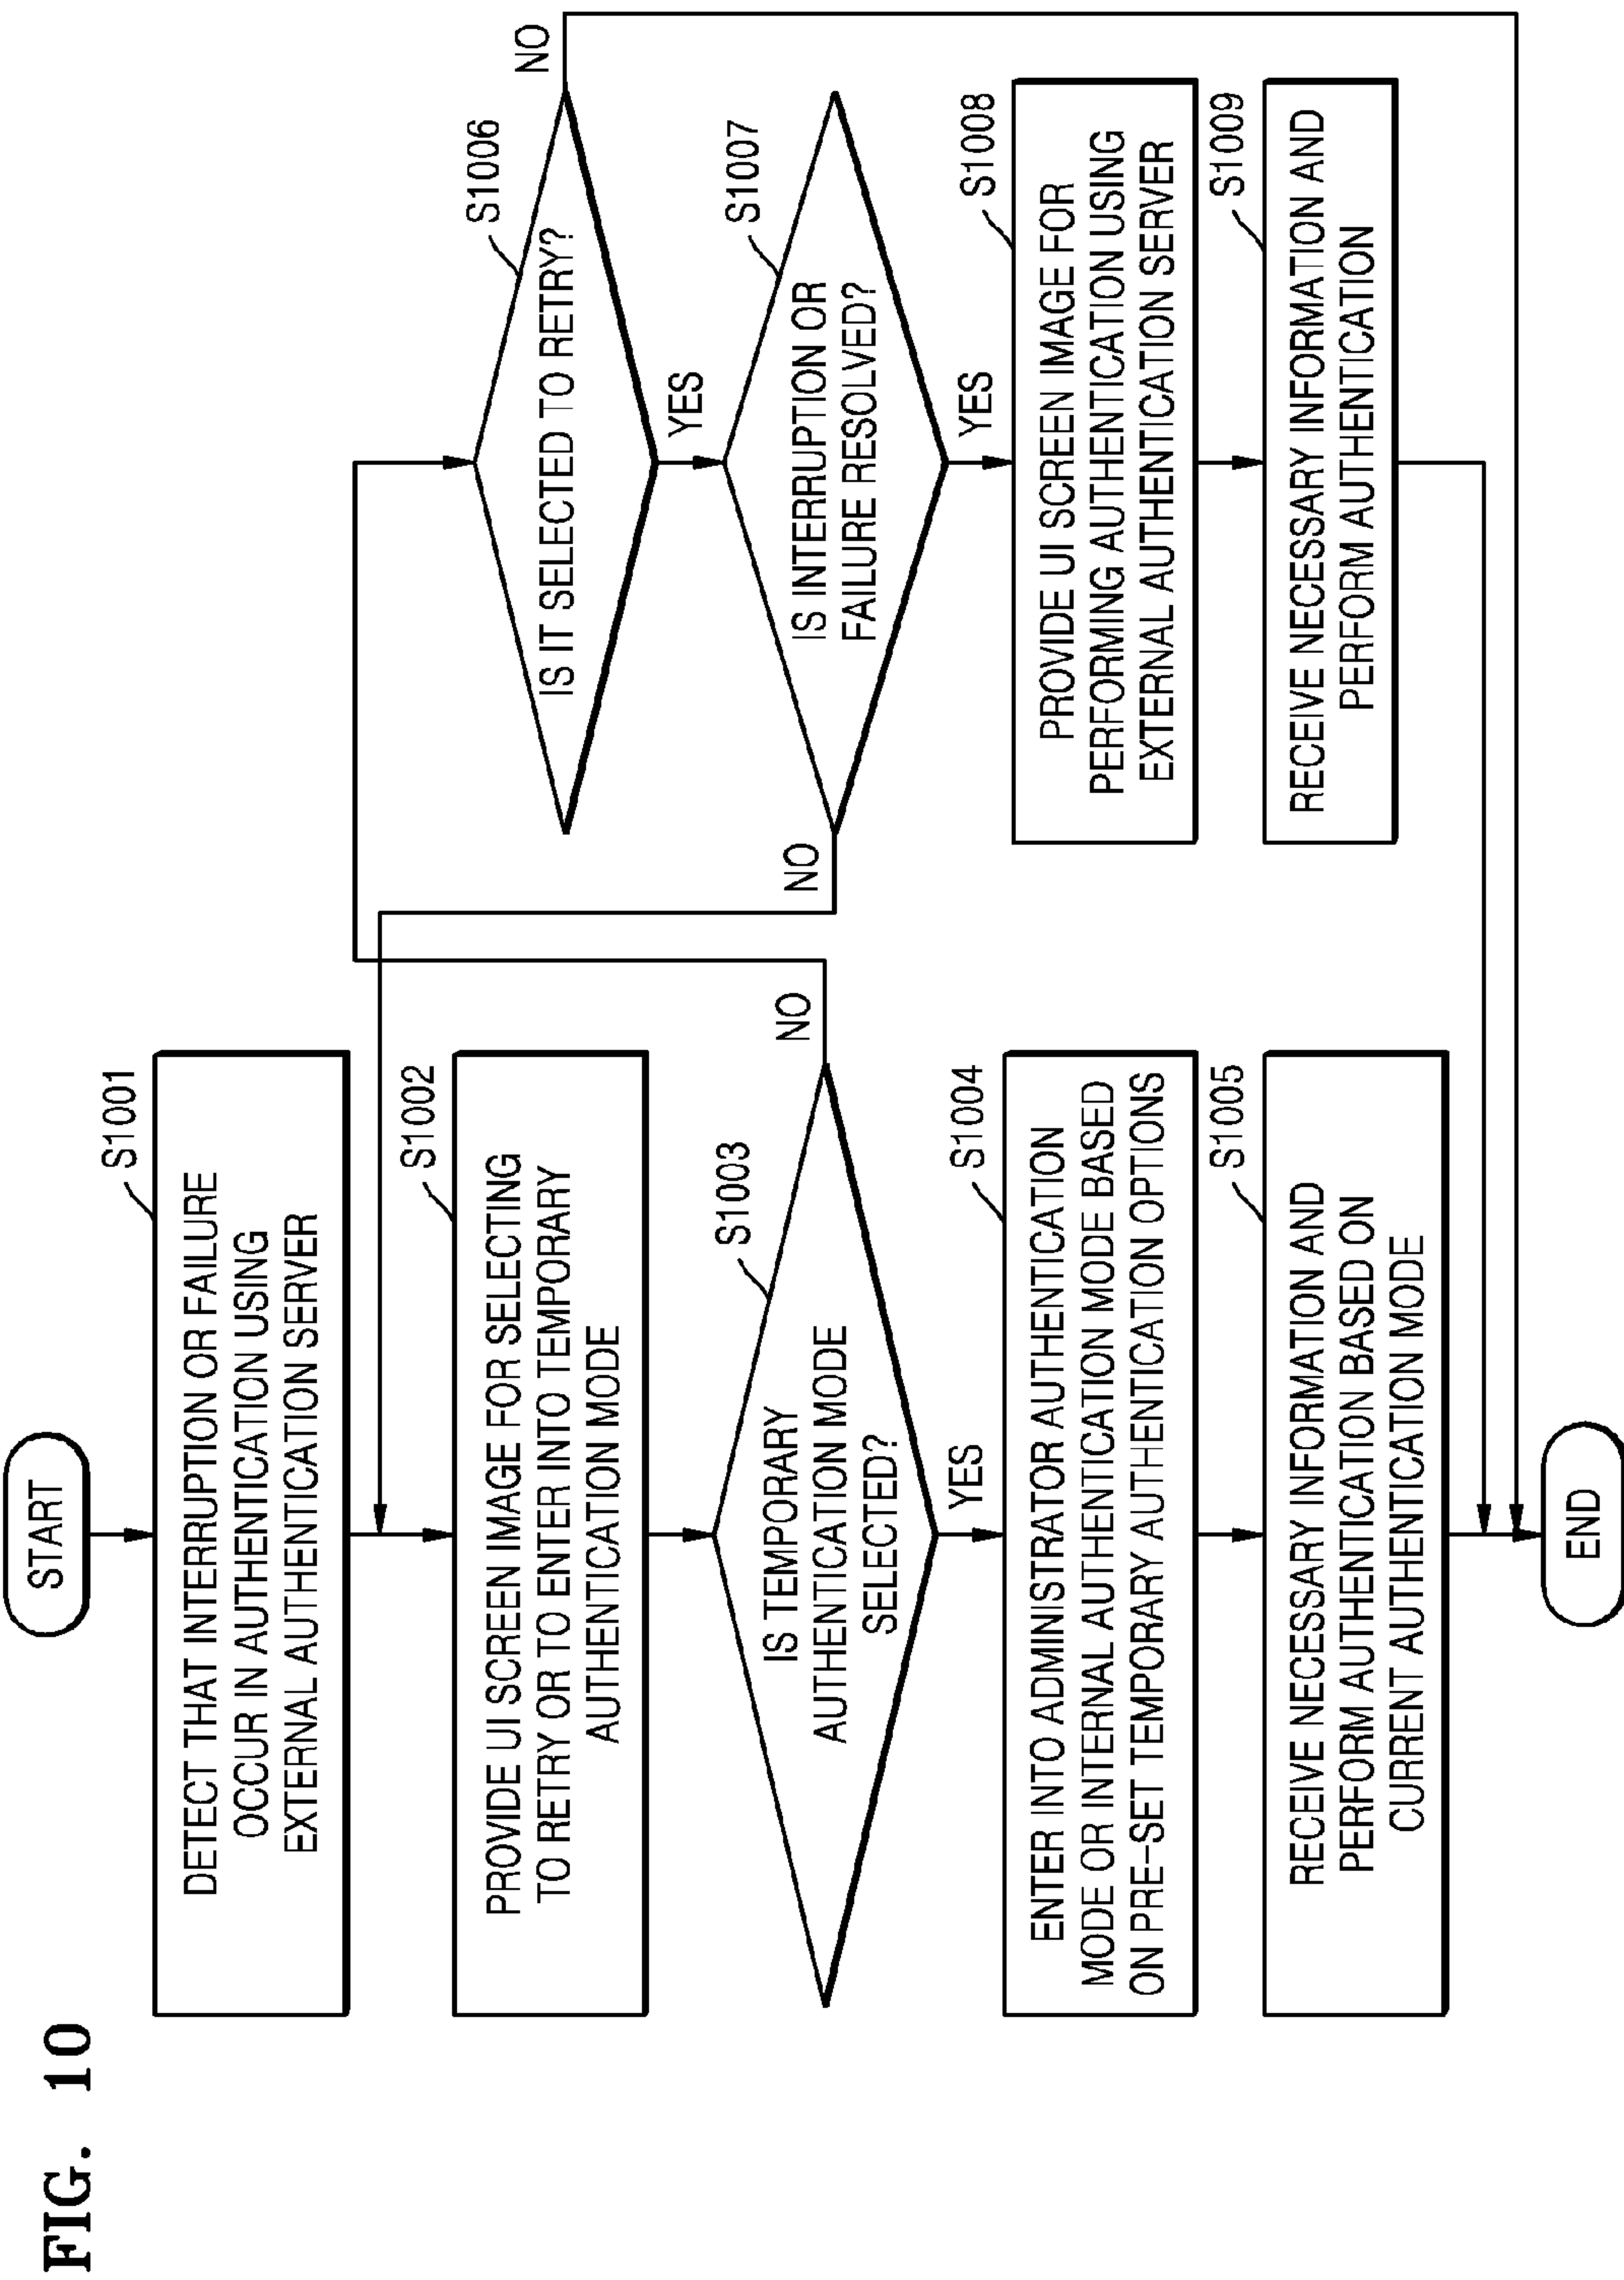 FIG. 10
START
S1001
DETECT THAT INTERRUPTION OR FAILURE
OCCUR IN AUTHENTICATION USING
EXTERNAL AUTHENTICATION SERVER
S1002
PROVIDE UI SCREEN IMAGE FOR SELECTING
TO RETRY OR TO ENTER INTO TEMPORARY
AUTHENTICATION MODE
S1003
IS TEMPORARY
AUTHENTICATION MODE
SELECTED?
NO
YES
S1004
ENTER INTO ADMINISTRATOR AUTHENTICATION
MODE OR INTERNAL AUTHENTICATION MODE BASED
ON PRE-SET TEMPORARY AUTHENTICATION OPTIONS
S1005
RECEIVE NECESSARY INFORMATION AND
PERFORM AUTHENTICATION BASED ON
CURRENT AUTHENTICATION MODE
END
S1006
IS IT SELECTED TO RETRY?
NO
YES
S1007
IS INTERRUPTION OR
FAILURE RESOLVED?
NO
YES
S1008
PROVIDE UI SCREEN IMAGE FOR
PERFORMING AUTHENTICATION USING
EXTERNAL AUTHENTICATION SERVER
S1009
RECEIVE NECESSARY INFORMATION AND
PERFORM AUTHENTICATION